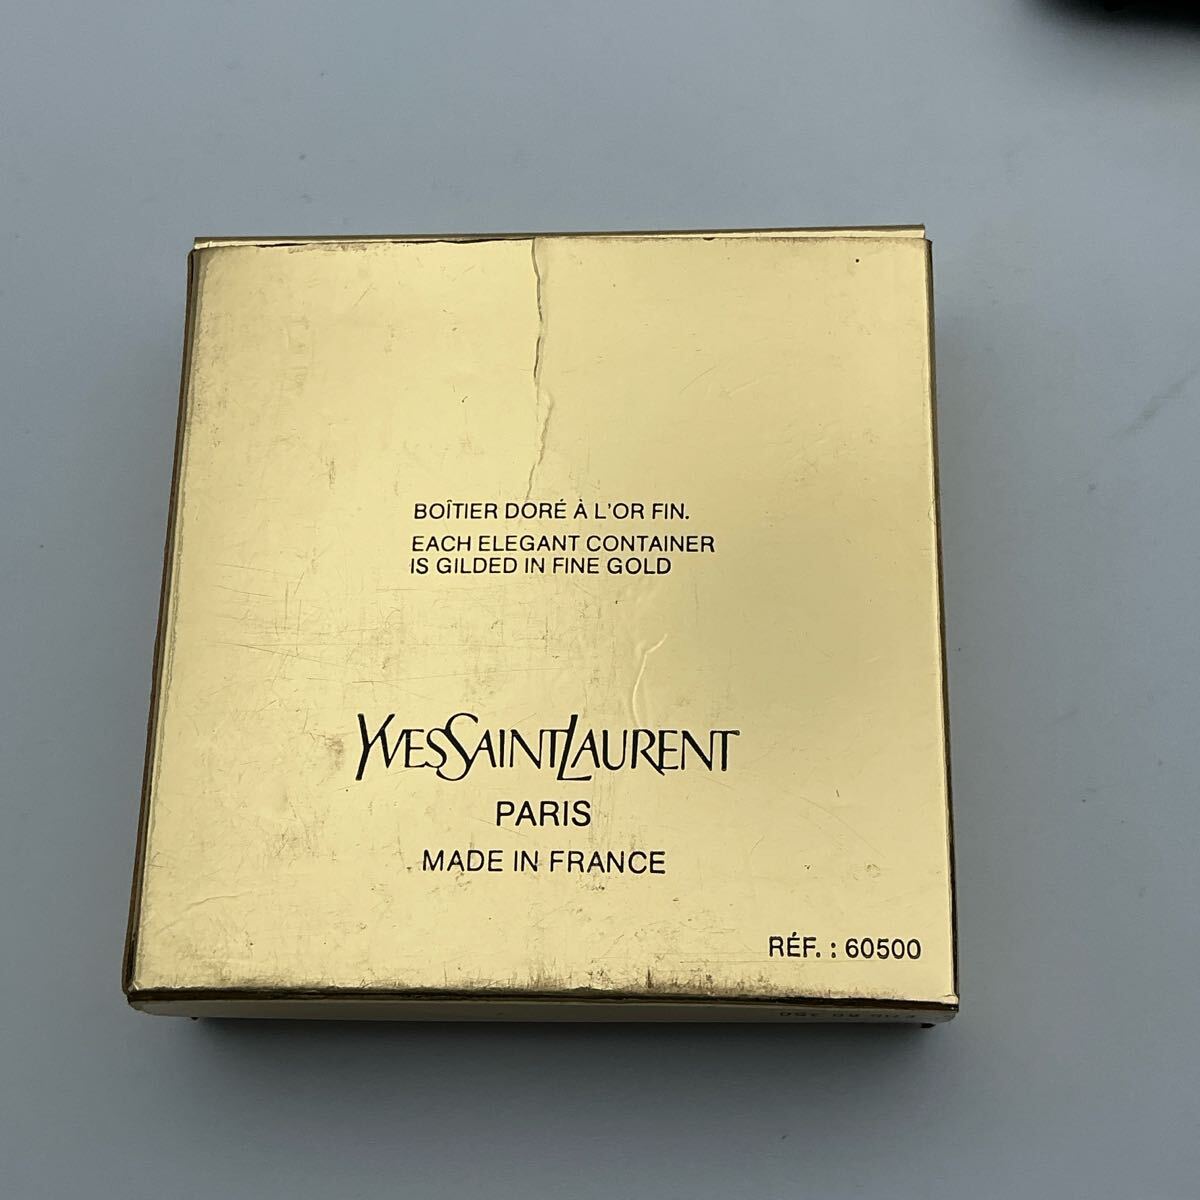 BOÎTIER DORÉ À L'OR FIN.
EACH ELEGANT CONTAINER
IS GILDED IN FINE GOLD
YVESSAINTLAURENT
PARIS
MADE IN FRANCE
RÉF. : 60500